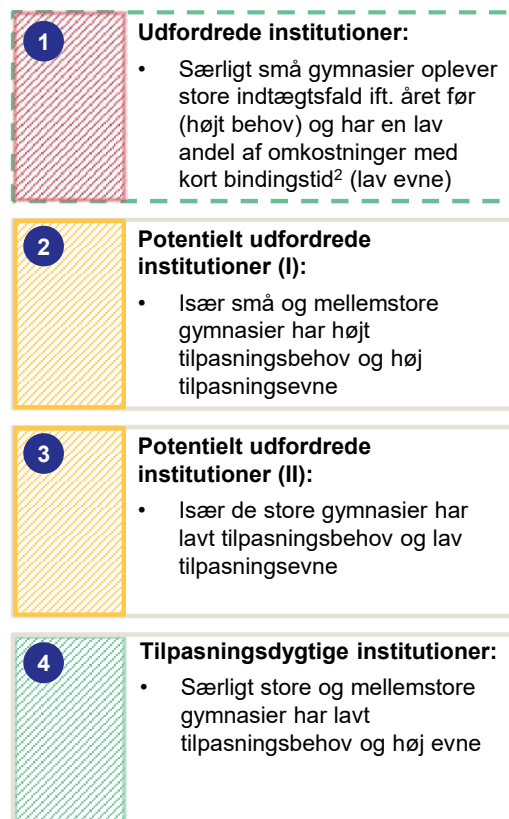 1
Udfordrede institutioner:
• Særligt små gymnasier oplever
store indtægtsfald ift. året før
(højt behov) og har en lav
andel af omkostninger med
kort bindingstid² (lav evne)
2
Potentielt udfordrede
institutioner (I):
• Især små og mellemstore
gymnasier har højt
tilpasningsbehov og høj
tilpasningsevne
3
Potentielt udfordrede
institutioner (II):
• Især de store gymnasier har
lavt tilpasningsbehov og lav
tilpasningsevne
4
Tilpasningsdygtige institutioner:
• Særligt store og mellemstore
gymnasier har lavt
tilpasningsbehov og høj evne